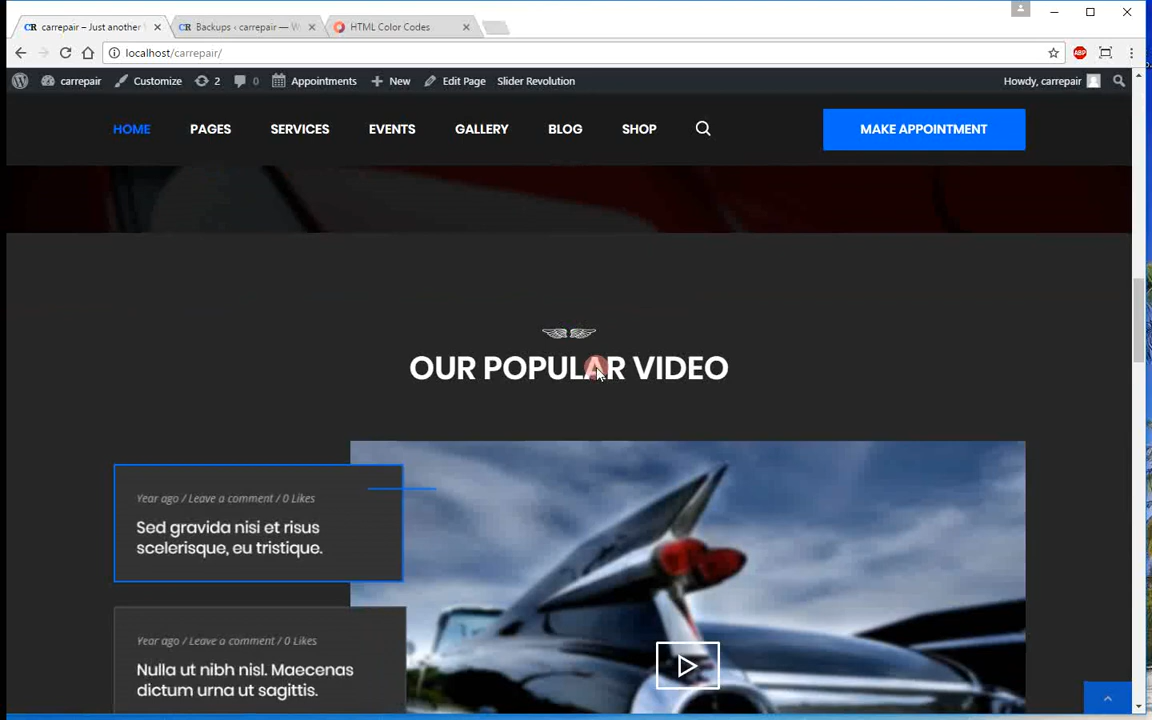 CR carrepair – Just another
CR Backups ‹ carrepair — W
HTML Color Codes
localhost/carrepair/
ABP
carrepair
Customize
2
0
Appointments
New
Edit Page
Slider Revolution
Howdy, carrepair
HOME
PAGES
SERVICES
EVENTS
GALLERY
BLOG
SHOP
MAKE APPOINTMENT
OUR POPULAR VIDEO
Year ago / Leave a comment / 0 Likes
Sed gravida nisi et risus
scelerisque, eu tristique.
Year ago / Leave a comment / 0 Likes
Nulla ut nibh nisl. Maecenas
dictum urna ut sagittis.